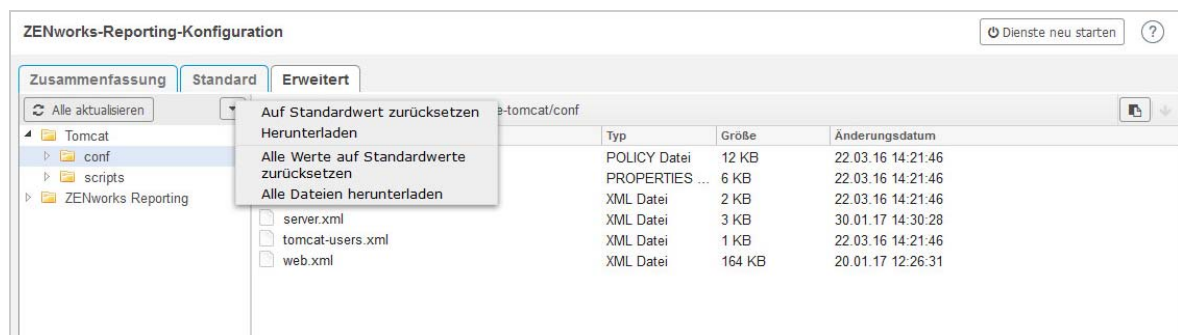 ZENworks-Reporting-Konfiguration
Dienste neu starten
?
Zusammenfassung
Standard
Erweitert
Alle aktualisieren
e-tomcat/conf
Auf Standardwert zurücksetzen
Herunterladen
Alle Werte auf Standardwerte
zurücksetzen
Alle Dateien herunterladen
Tomcat
conf
scripts
ZENworks Reporting
Typ Größe Änderungsdatum
POLICY Datei 12 KB 22.03.16 14:21:46
PROPERTIES ... 6 KB 22.03.16 14:21:46
XML Datei 2 KB 22.03.16 14:21:46
server.xml XML Datei 3 KB 30.01.17 14:30:28
tomcat-users.xml XML Datei 1 KB 22.03.16 14:21:46
web.xml XML Datei 164 KB 20.01.17 12:26:31